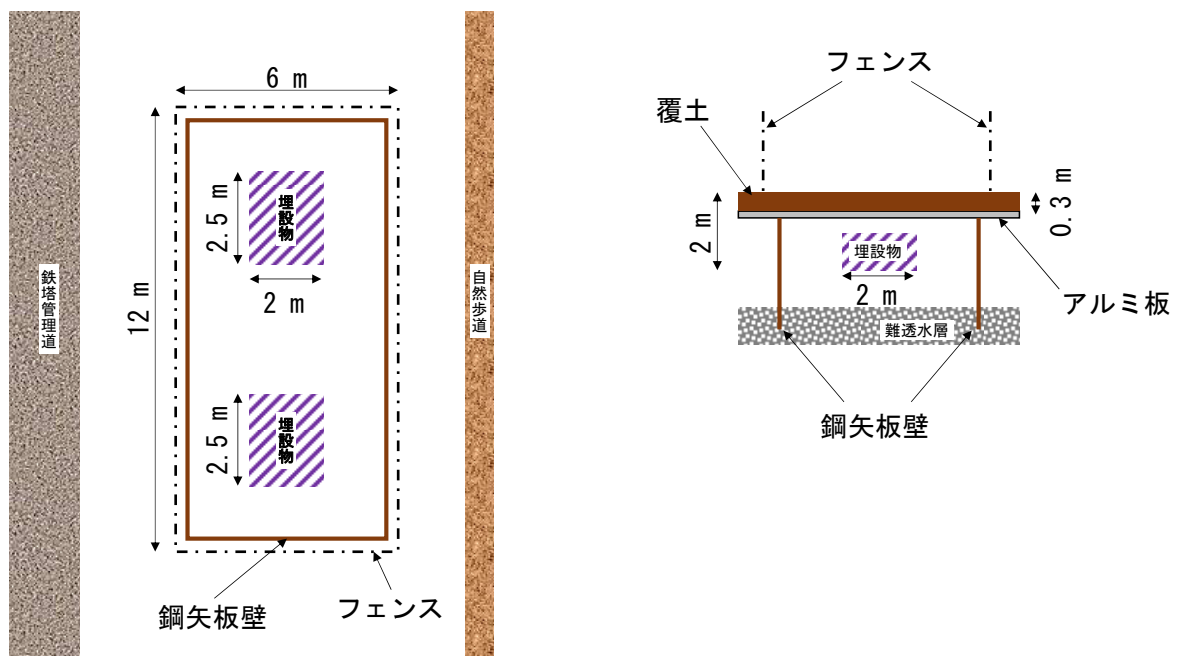 6 m
12 m
2.5 m
埋設物
2 m
2.5 m
埋設物
鉄塔管理道
自然歩道
鋼矢板壁
フェンス
フェンス
覆土
2 m
0.3 m
埋設物
2 m
アルミ板
難透水層
鋼矢板壁